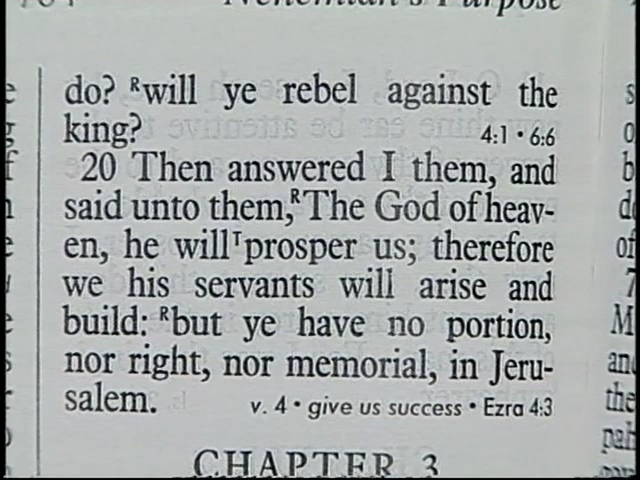 Nehemiah's Purpose
do? ᴿwill ye rebel against the
king? 4:1 • 6:6
20 Then answered I them, and
said unto them,ᴿThe God of heav-
en, he willᵀprosper us; therefore
we his servants will arise and
build: ᴿbut ye have no portion,
nor right, nor memorial, in Jeru-
salem. v. 4 • give us success • Ezra 4:3
CHAPTER 3